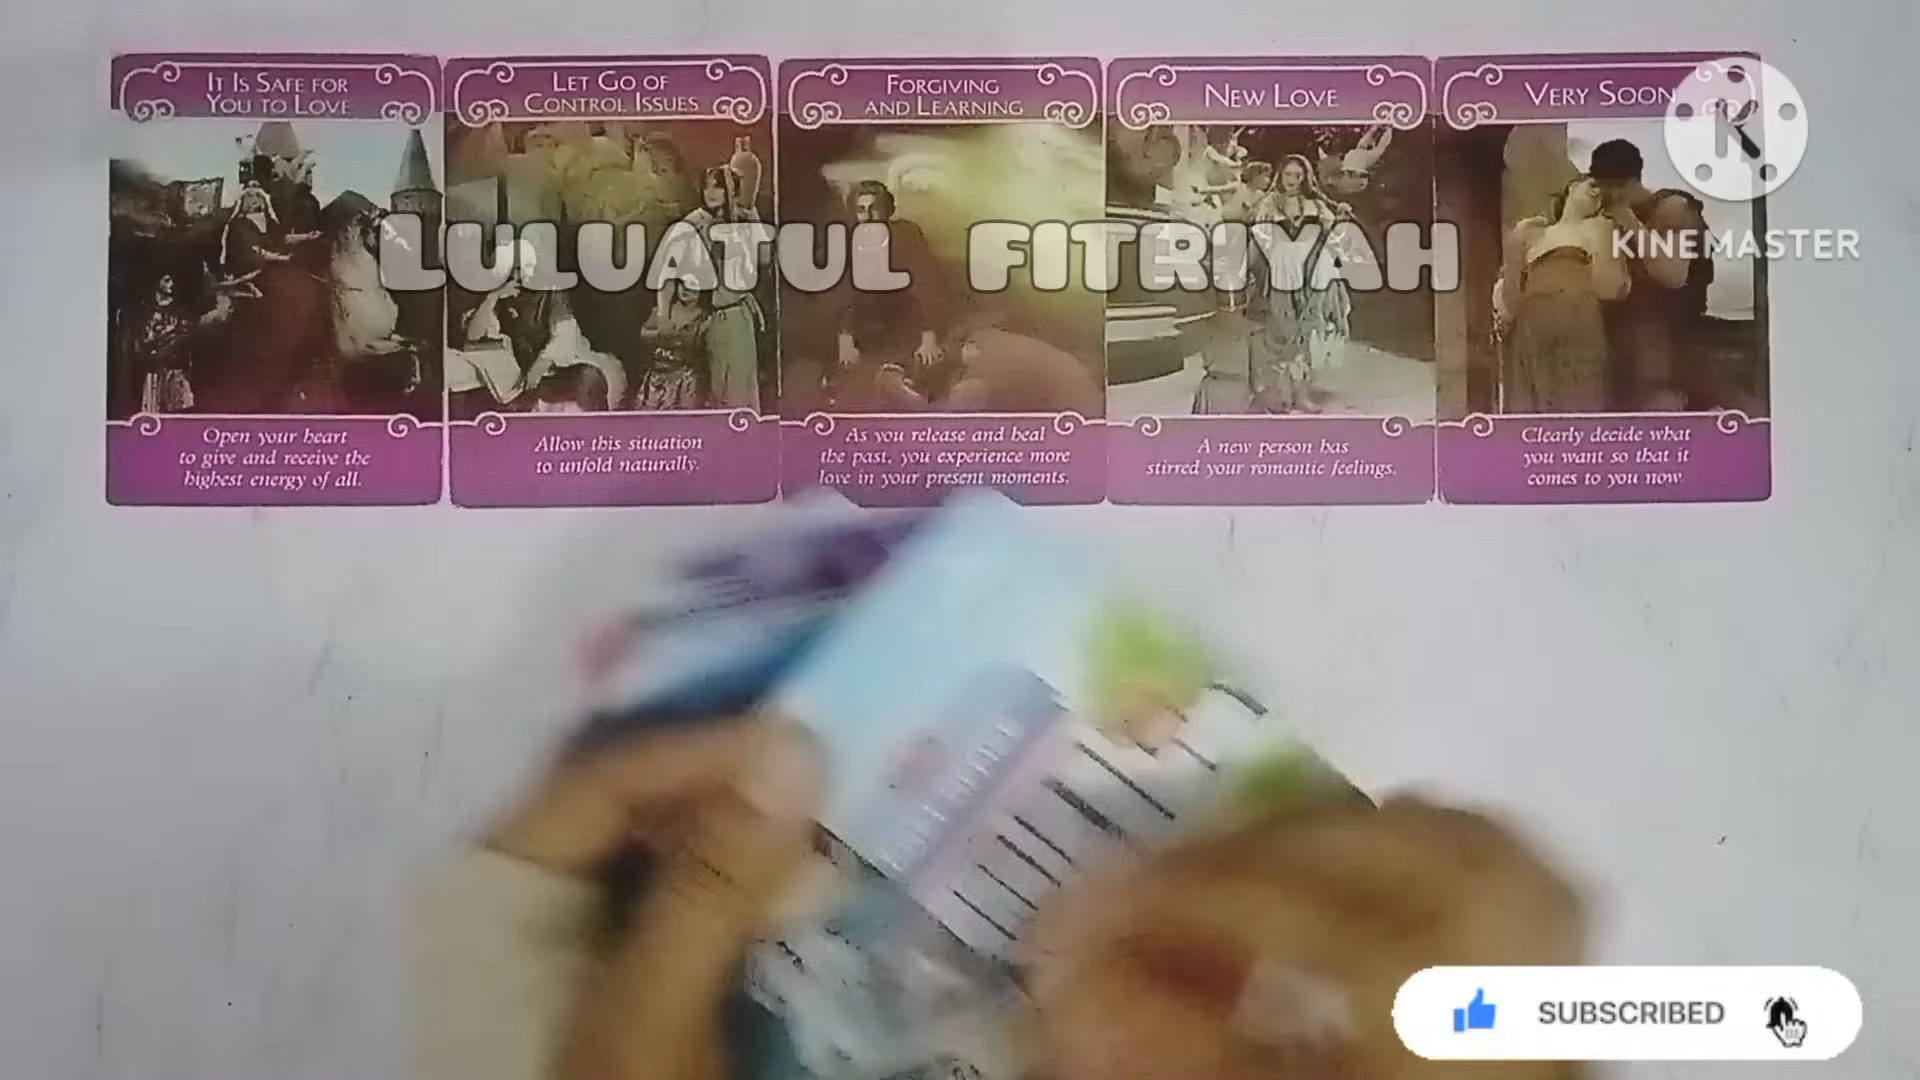 IT IS SAFE FOR
YOU TO LOVE
LET GO OF
CONTROL ISSUES
FORGIVING
AND LEARNING
NEW LOVE
VERY SOON
K
KINEMASTER
LULUATUL FITRIYAH
Open your heart
to give and receive the
highest energy of all.
Allow this situation
to unfold naturally.
As you release and heal
the past, you experience more
love in your present moments.
A new person has
stirred your romantic feelings.
Clearly decide what
you want so that it
comes to you now.
SUBSCRIBED